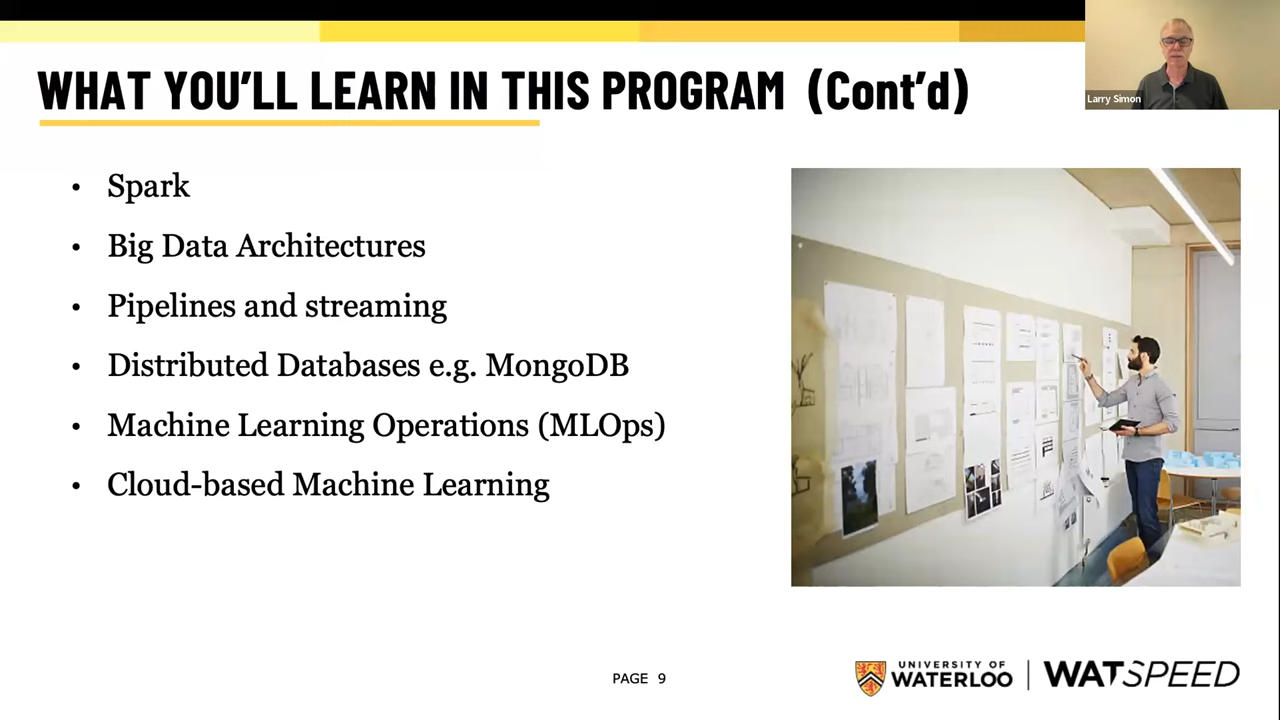 WHAT YOU'LL LEARN IN THIS PROGRAM (Cont'd)
Larry Simon
• Spark
• Big Data Architectures
• Pipelines and streaming
• Distributed Databases e.g. MongoDB
• Machine Learning Operations (MLOps)
• Cloud-based Machine Learning
PAGE 9
UNIVERSITY OF
WATERLOO
WATSPEED